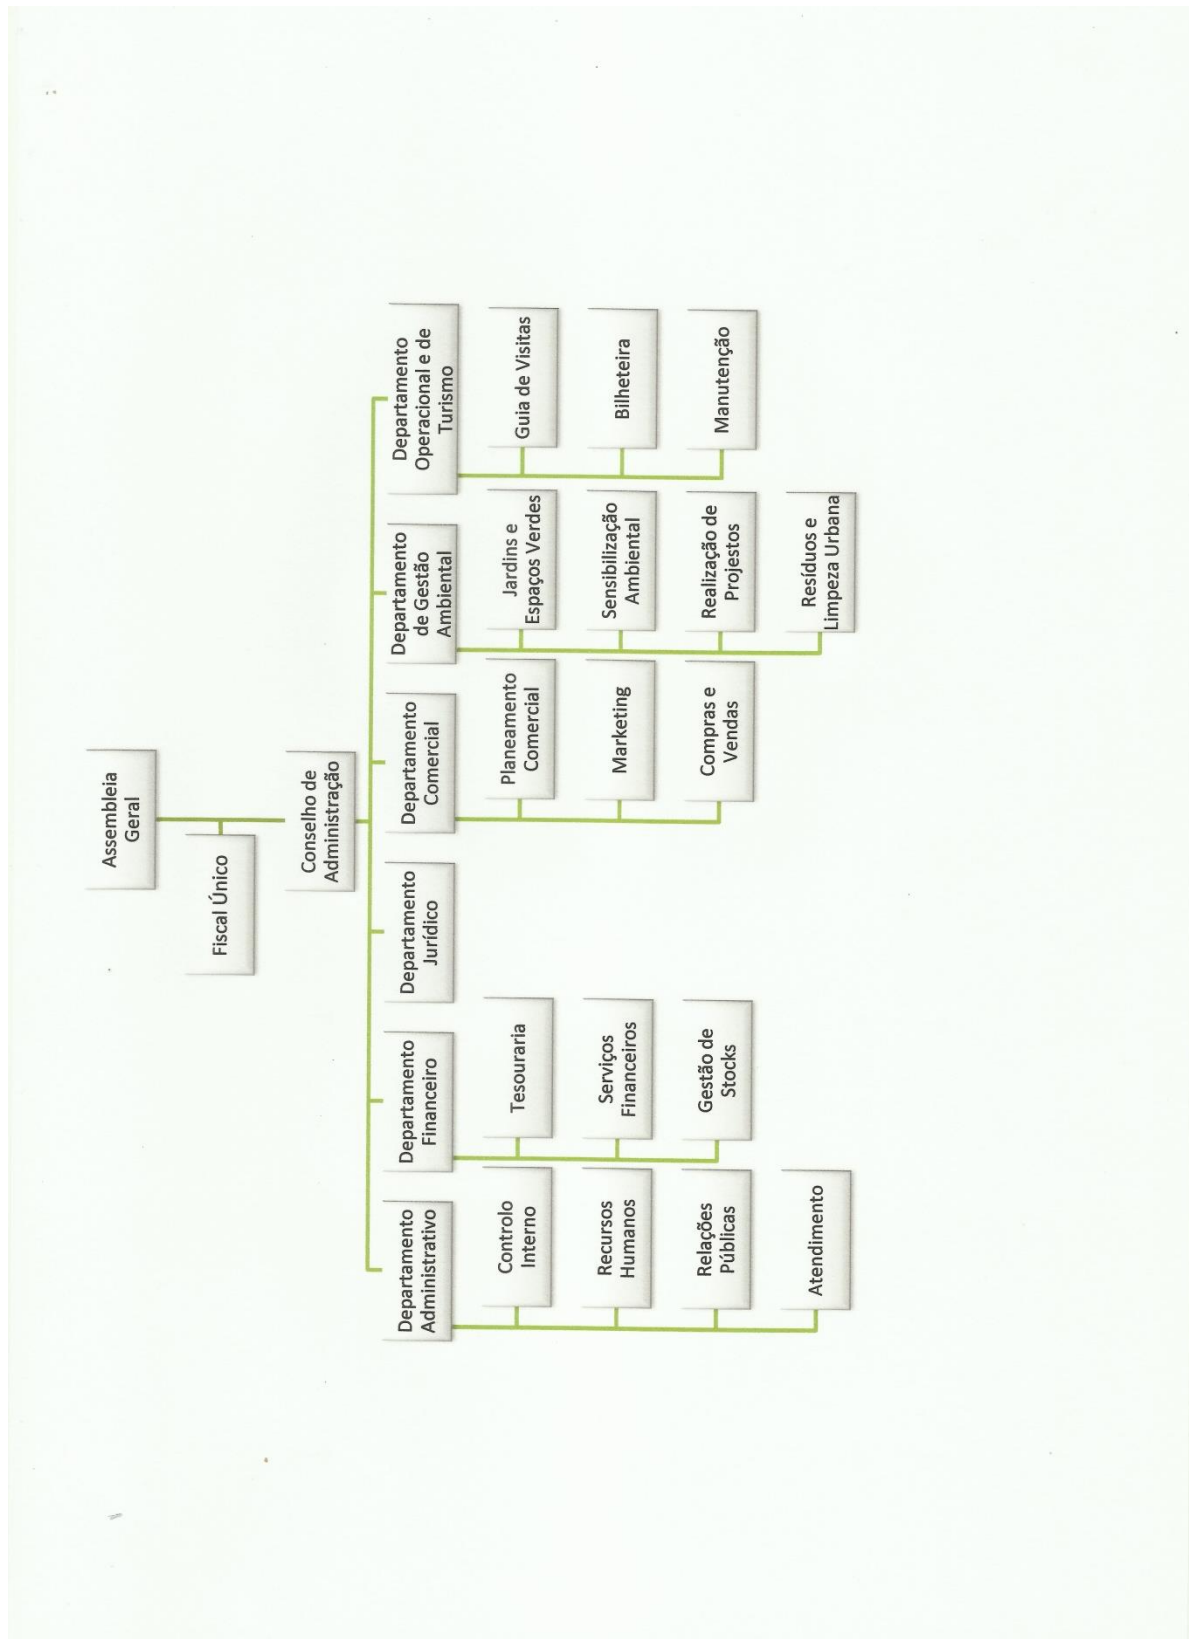 Assembleia
Geral
Fiscal Único
Conselho de
Administração
Departamento
Administrativo
Controlo
Interno
Recursos
Humanos
Relações
Públicas
Atendimento
Departamento
Financeiro
Tesouraria
Serviços
Financeiros
Gestão de
Stocks
Departamento
Jurídico
Departamento
Comercial
Planeamento
Comercial
Marketing
Compras e
Vendas
Departamento
de Gestão
Ambiental
Jardins e
Espaços Verdes
Sensibilização
Ambiental
Realização de
Projestos
Resíduos e
Limpeza Urbana
Departamento
Operacional e de
Turismo
Guia de Visitas
Bilheteira
Manutenção